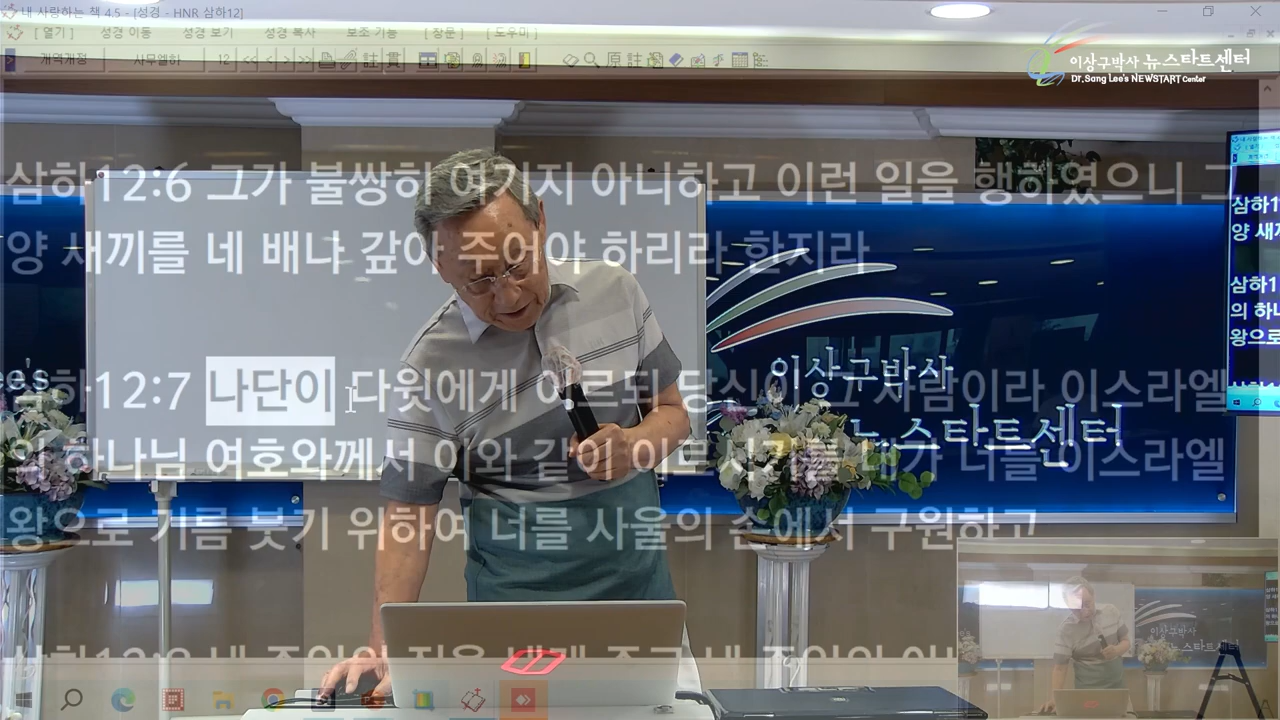 내 사랑하는 책 4.5 - [성경 - HNR 삼하12]
[ 열기 ] 성경 이동 성경 보기 성경 복사 보조 기능 [ 창문 ] [ 도우미 ]
개역개정 사무엘하 12 << < > >>
이상구박사 뉴스타트센터
Dr. Sang Lee's NEWSTART Center
삼하12:6 그가 불쌍히 여기지 아니하고 이런 일을 행하였으니 그
양 새끼를 네 배나 갚아 주어야 하리라 한지라
삼하12:7 나단이 다윗에게 이르되 당신이 그 사람이라 이스라엘
의 하나님 여호와께서 이와 같이 이르시기를 내가 너를 이스라엘
왕으로 기름 붓기 위하여 너를 사울의 손에서 구원하고
이상구박사
뉴스타트센터
삼하1
양 새끼
삼하1
의 하나
왕으로